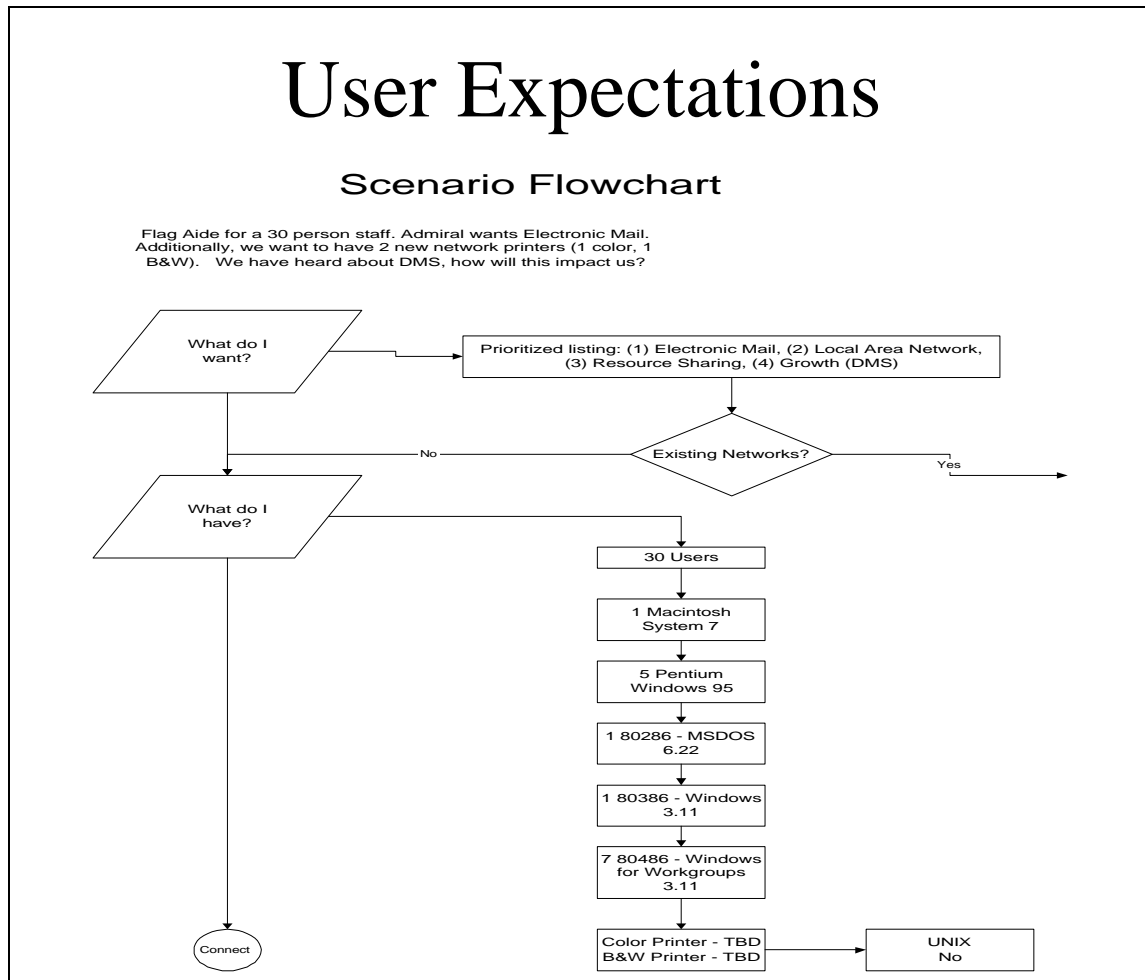 User Expectations
Scenario Flowchart
Flag Aide for a 30 person staff. Admiral wants Electronic Mail.
Additionally, we want to have 2 new network printers (1 color, 1
B&W). We have heard about DMS, how will this impact us?
What do I
want?
Prioritized listing: (1) Electronic Mail, (2) Local Area Network,
(3) Resource Sharing, (4) Growth (DMS)
No
Existing Networks?
Yes
What do I
have?
30 Users
1 Macintosh
System 7
5 Pentium
Windows 95
1 80286 - MSDOS
6.22
1 80386 - Windows
3.11
7 80486 - Windows
for Workgroups
3.11
Connect
Color Printer - TBD
B&W Printer - TBD
UNIX
No